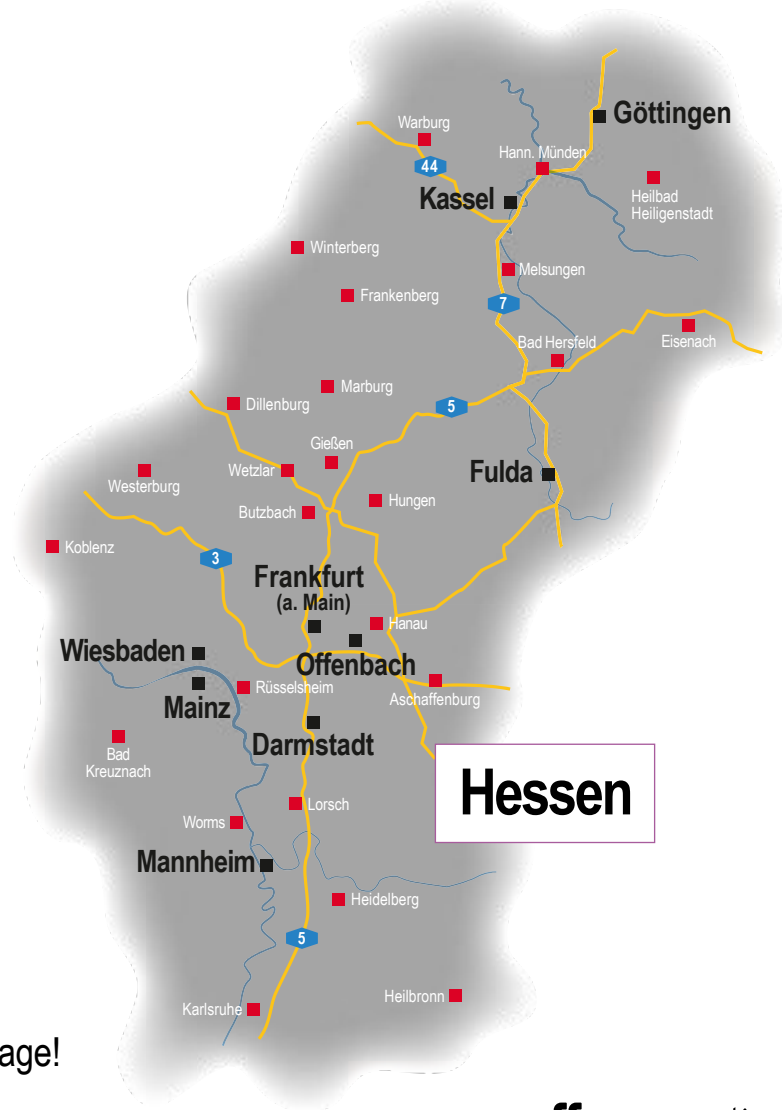 Göttingen
Warburg
Hann. Münden
44
Heilbad
Heiligenstadt
Kassel
Winterberg
Melsungen
Frankenberg
7
Eisenach
Bad Hersfeld
Marburg
Dillenburg
5
Gießen
Wetzlar
Fulda
Westerburg
Hungen
Butzbach
Koblenz
3
Frankfurt
(a. Main)
Hanau
Wiesbaden
Offenbach
Rüsselsheim
Aschaffenburg
Mainz
Darmstadt
Bad
Kreuznach
Hessen
Lorsch
Worms
Mannheim
Heidelberg
5
Heilbronn
Karlsruhe
age!